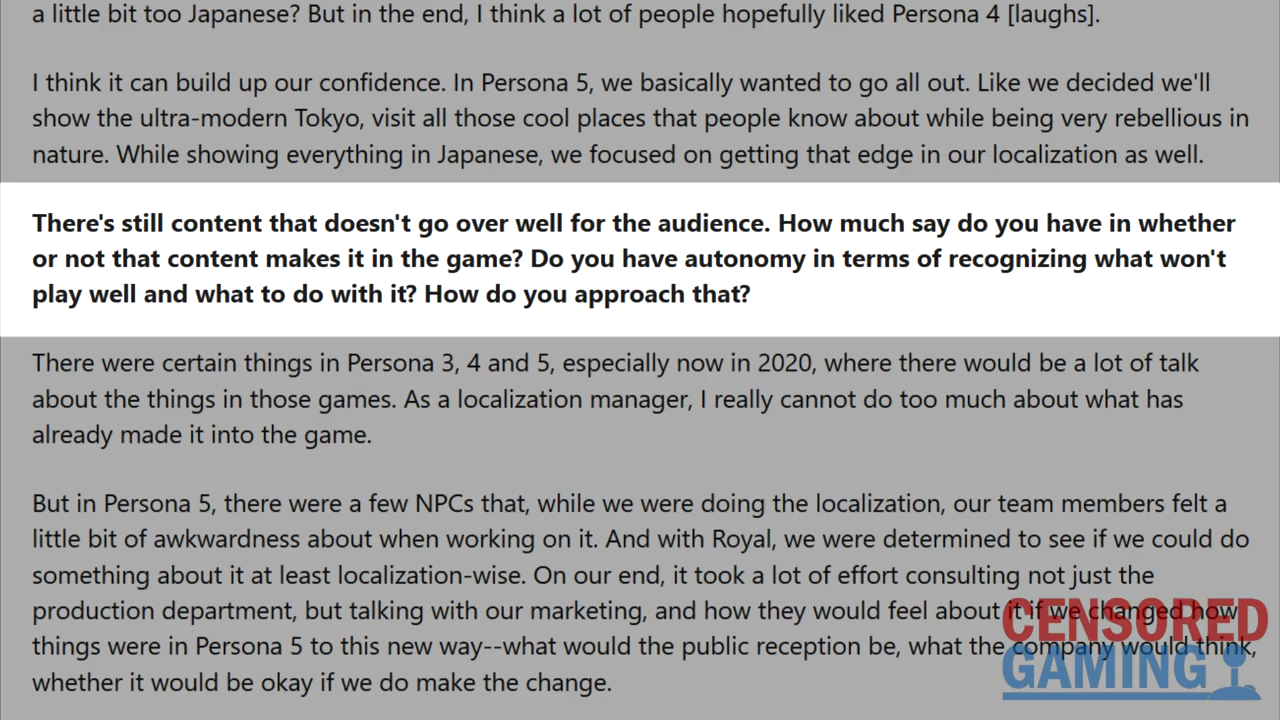 a little bit too Japanese? But in the end, I think a lot of people hopefully liked Persona 4 [laughs].
I think it can build up our confidence. In Persona 5, we basically wanted to go all out. Like we decided we'll
show the ultra-modern Tokyo, visit all those cool places that people know about while being very rebellious in
nature. While showing everything in Japanese, we focused on getting that edge in our localization as well.
There's still content that doesn't go over well for the audience. How much say do you have in whether
or not that content makes it in the game? Do you have autonomy in terms of recognizing what won't
play well and what to do with it? How do you approach that?
There were certain things in Persona 3, 4 and 5, especially now in 2020, where there would be a lot of talk
about the things in those games. As a localization manager, I really cannot do too much about what has
already made it into the game.
But in Persona 5, there were a few NPCs that, while we were doing the localization, our team members felt a
little bit of awkwardness about when working on it. And with Royal, we were determined to see if we could do
something about it at least localization-wise. On our end, it took a lot of effort consulting not just the
production department, but talking with our marketing, and how they would feel about it if we changed how
things were in Persona 5 to this new way--what would the public reception be, what the company would think,
whether it would be okay if we do make the change.
CENSORED
GAMING